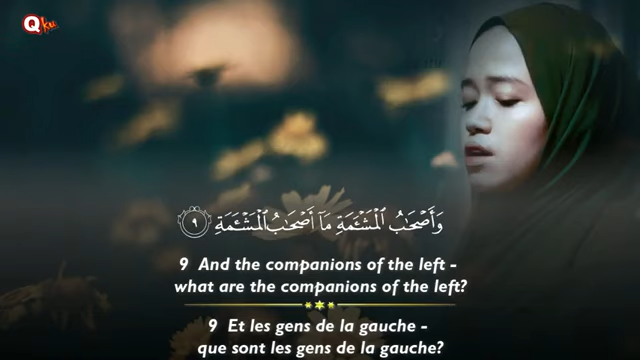 Qku
وَأَصْحَـٰبُ ٱلْمَشْـَٔمَةِ مَآ أَصْحَـٰبُ ٱلْمَشْـَٔمَةِ ٩
9 And the companions of the left -
what are the companions of the left?
9 Et les gens de la gauche -
que sont les gens de la gauche?